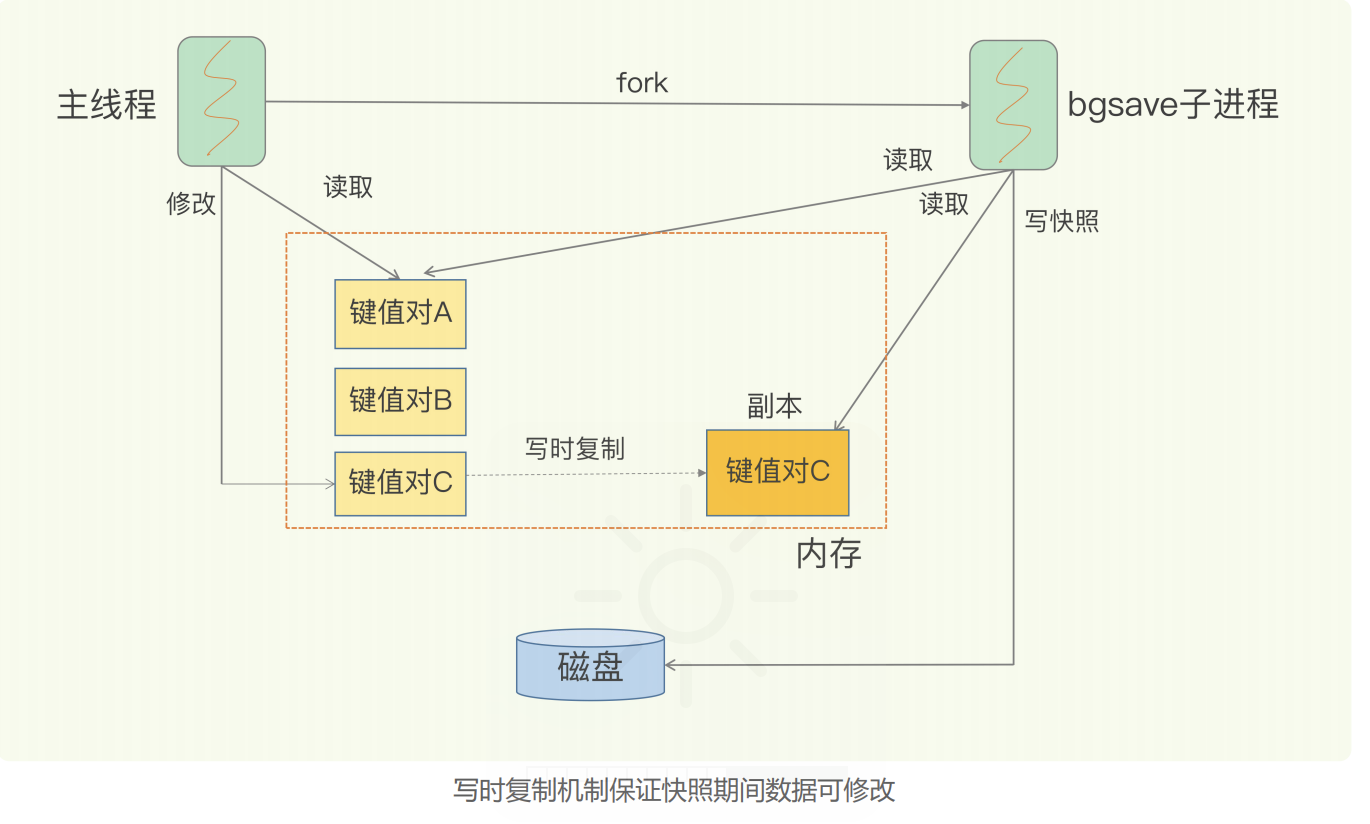 fork
主线程
bgsave子进程
读取
读取
修改
读取
写快照
键值对A
键值对B
副本
写时复制
键值对C
键值对C
内存
磁盘
写时复制机制保证快照期间数据可修改